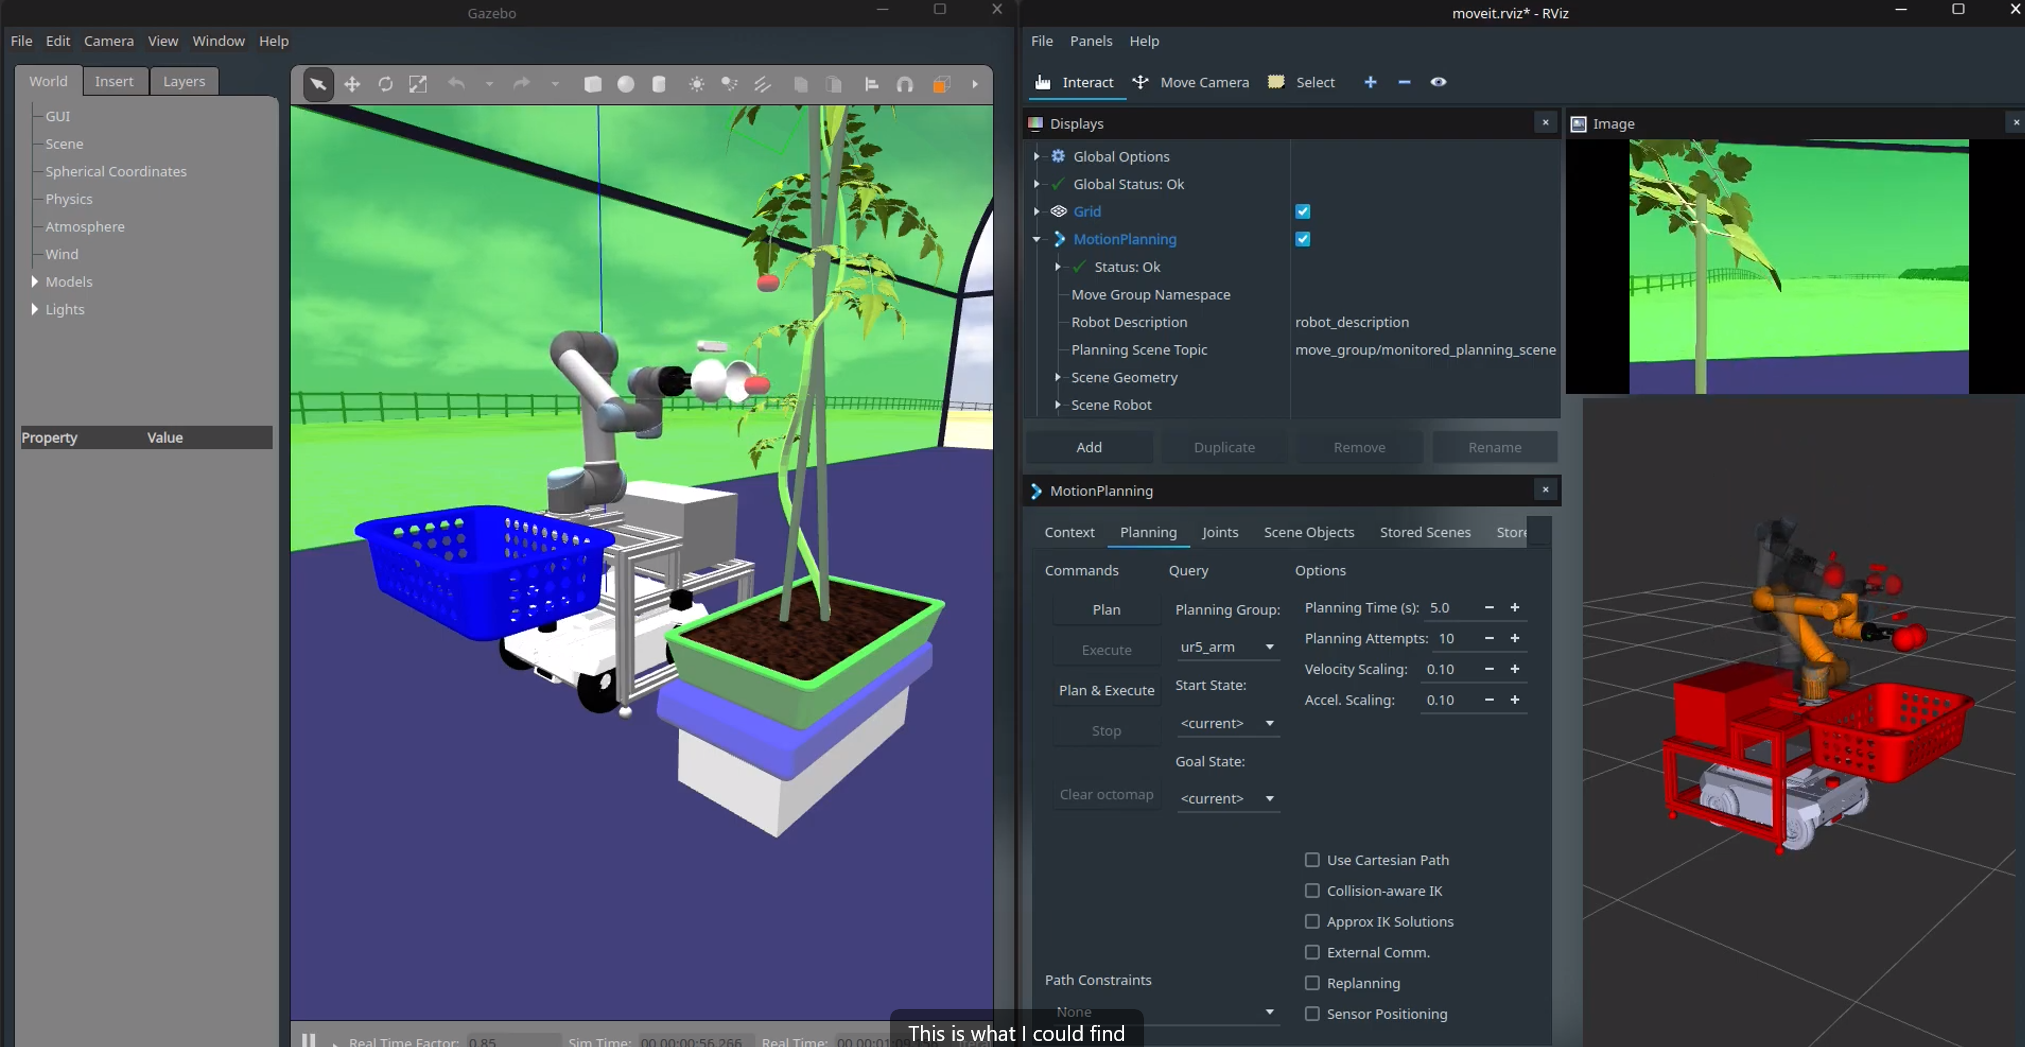 Gazebo
File Edit Camera View Window Help
World Insert Layers
GUI
Scene
Spherical Coordinates
Physics
Atmosphere
Wind
Models
Lights
Property Value
Real Time Factor: 0.85 Sim Time: 00 00:00:56.266 Real Time:
This is what I could find
moveit.rviz* - RViz
File Panels Help
Interact Move Camera Select
Displays
Global Options
Global Status: Ok
Grid
MotionPlanning
Status: Ok
Move Group Namespace
Robot Description robot_description
Planning Scene Topic move_group/monitored_planning_scene
Scene Geometry
Scene Robot
Add Duplicate Remove Rename
MotionPlanning
Context Planning Joints Scene Objects Stored Scenes Store
Commands Query Options
Plan
Execute
Plan & Execute
Stop
Clear octomap
Planning Group:
ur5_arm
Start State:
<current>
Goal State:
<current>
Planning Time (s): 5.0
Planning Attempts: 10
Velocity Scaling: 0.10
Accel. Scaling: 0.10
Use Cartesian Path
Collision-aware IK
Approx IK Solutions
External Comm.
Replanning
Sensor Positioning
Path Constraints
None
Image